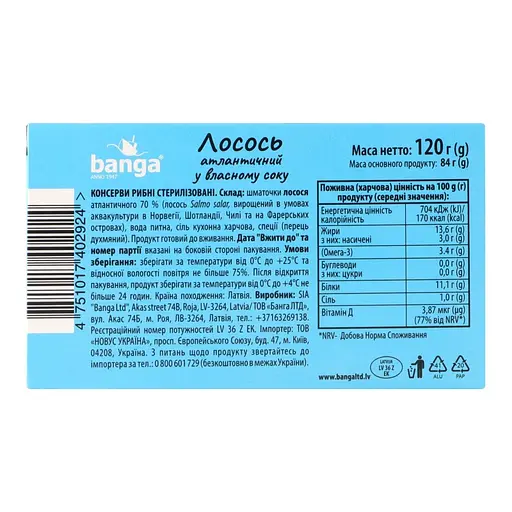 banga®
ANNO 1947
Лосось
атлантичний
у власному соку
Маса нетто: 120 г (g)
Маса основного продукту: 84 г (g)
КОНСЕРВИ РИБНІ СТЕРИЛІЗОВАНІ. Склад: шматочки лосося
атлантичного 70 % (лосось Salmo salar, вирощений в умовах
аквакультури в Норвегії, Шотландії, Чилі та на Фарерських
островах), вода питна, сіль кухонна харчова, спеції (перець
духмяний). Продукт готовий до вживання. Дата "Вжити до" та
номер партії вказані на боковій стороні пакування. Умови
зберігання: зберігати за температури від 0°C до +25°C та
відносної вологості повітря не більше 75%. Після відкриття
пакування, продукт зберігати за температури від 0°C до +4°C не
більше 24 годин. Країна походження: Латвія. Виробник: SIA
"Banga Ltd", Akas street 74B, Roja, LV-3264, Latvia/ ТОВ «Банга ЛТД»,
вул. Акас 74Б, м. Роя, ЛВ-3264, Латвія, тел.: +37163269138.
Реєстраційний номер потужностей LV 36 Z EK. Імпортер: ТОВ
"НОВУС УКРАЇНА", просп. Європейського Союзу, буд. 47, м. Київ,
04208, Україна. З питань щодо продукту звертайтесь до
імпортера за тел.: 0 800 601729 (безкоштовно в межах України).
4 751017 402924 >
Поживна (харчова) цінність на 100 g(г)
продукту (середні значення):
Енергетична цінність 704 кДж (kJ)/
калорійність 170 ккал (kcal)
Жири 13,6 г (g)
з них: насичені 3,0 г (g)
(Омега-3) 3.4 г (g)
Вуглеводи 0.0 г (g)
з них: цукри 0.0 г (g)
Білки 11,1 г (g)
Сіль 1,0 г (g)
Вітамін Д 3,87 мкг (μg)
(77% від NRV*)
*NRV- Добова Норма Споживання
www.bangaltd.lv
LATVIA
LV 36 Z
EK
41
ALU
20
PAP